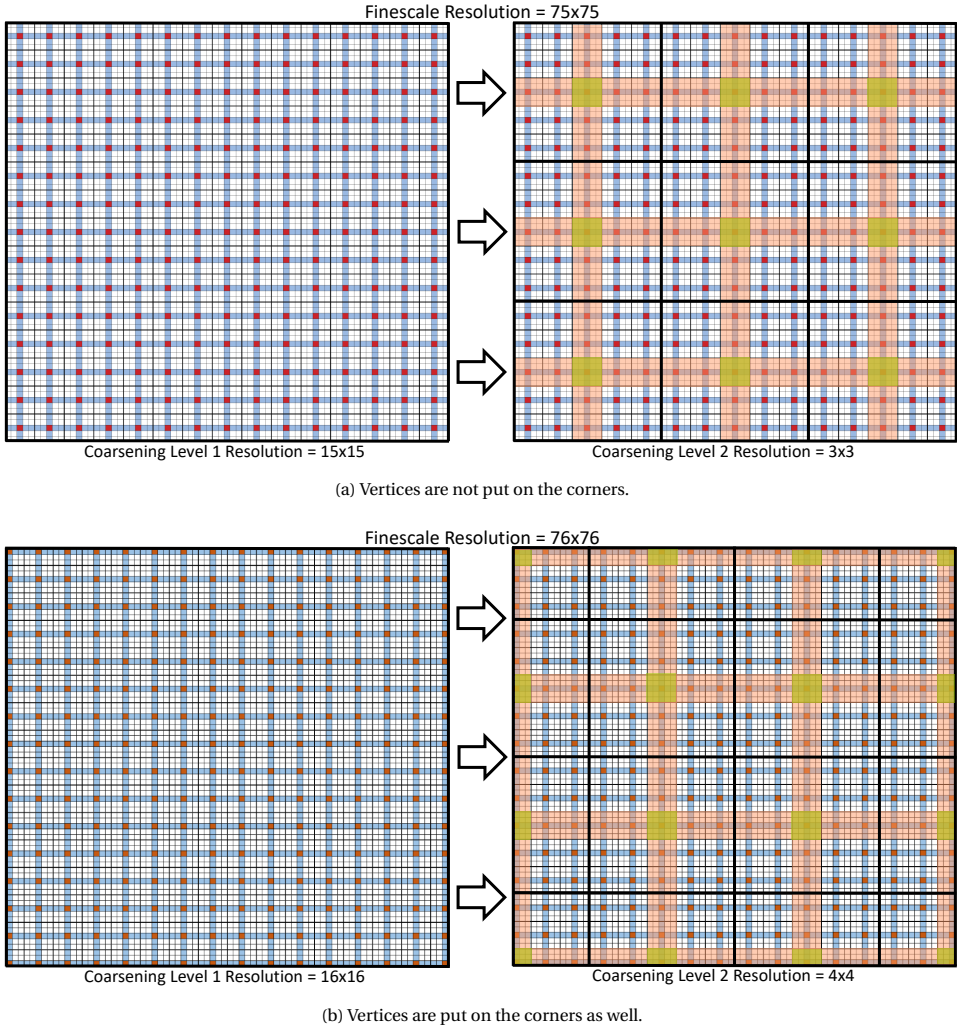 Finescale Resolution = 75x75
Coarsening Level 1 Resolution = 15x15
Coarsening Level 2 Resolution = 3x3
(a) Vertices are not put on the corners.
Finescale Resolution = 76x76
Coarsening Level 1 Resolution = 16x16
Coarsening Level 2 Resolution = 4x4
(b) Vertices are put on the corners as well.